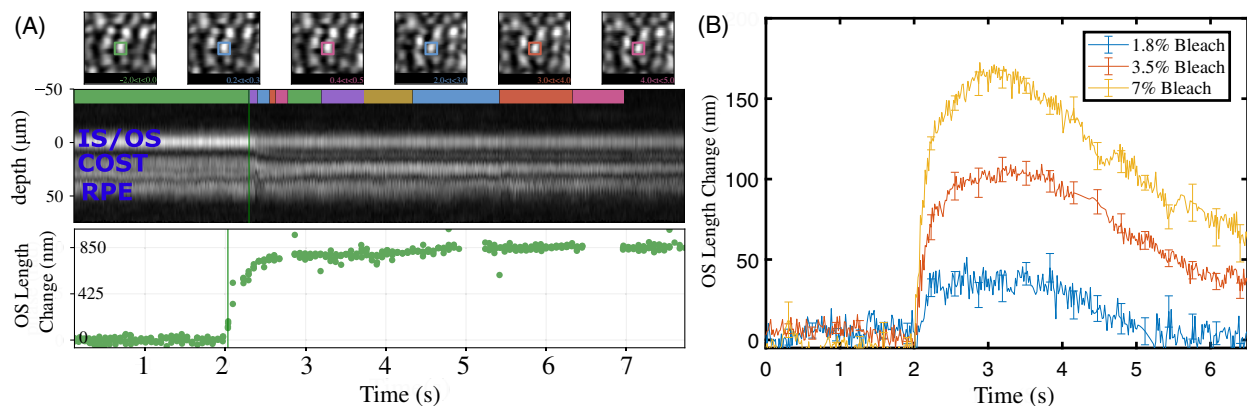 (A)
-2.0<t<0.0
0.2<t<0.3
0.4<t<0.5
2.0<t<3.0
3.0<t<4.0
4.0<t<5.0
−50
0
50
depth (μm)
IS/OS
COST
RPE
850
425
0
OS Length
Change (nm)
1 2 3 4 5 6 7
Time (s)
(B)
200
150
100
50
0
OS Length Change (nm)
1.8% Bleach
3.5% Bleach
7% Bleach
0 1 2 3 4 5 6
Time (s)